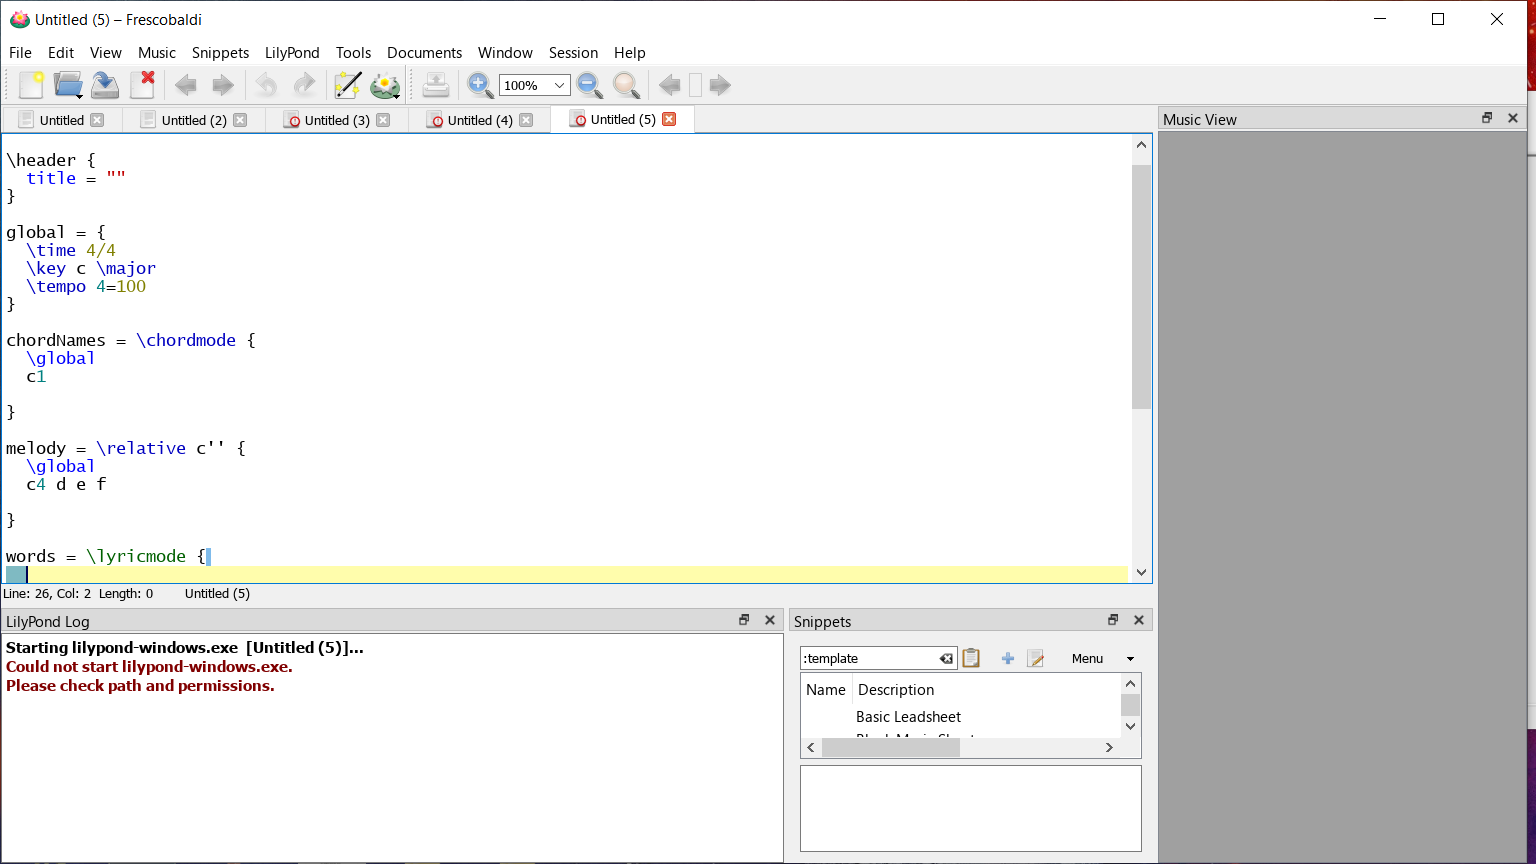 Untitled (5) – Frescobaldi
File Edit View Music Snippets LilyPond Tools Documents Window Session Help
100%
Untitled Untitled (2) Untitled (3) Untitled (4) Untitled (5)
Music View
\header {
title = ""
}
global = {
\time 4/4
\key c \major
\tempo 4=100
}
chordNames = \chordmode {
\global
c1
}
melody = \relative c'' {
\global
c4 d e f
}
words = \lyricmode {
Line: 26, Col: 2 Length: 0 Untitled (5)
LilyPond Log
Starting lilypond-windows.exe [Untitled (5)]...
Could not start lilypond-windows.exe.
Please check path and permissions.
Snippets
:template
Menu
Name Description
Basic Leadsheet